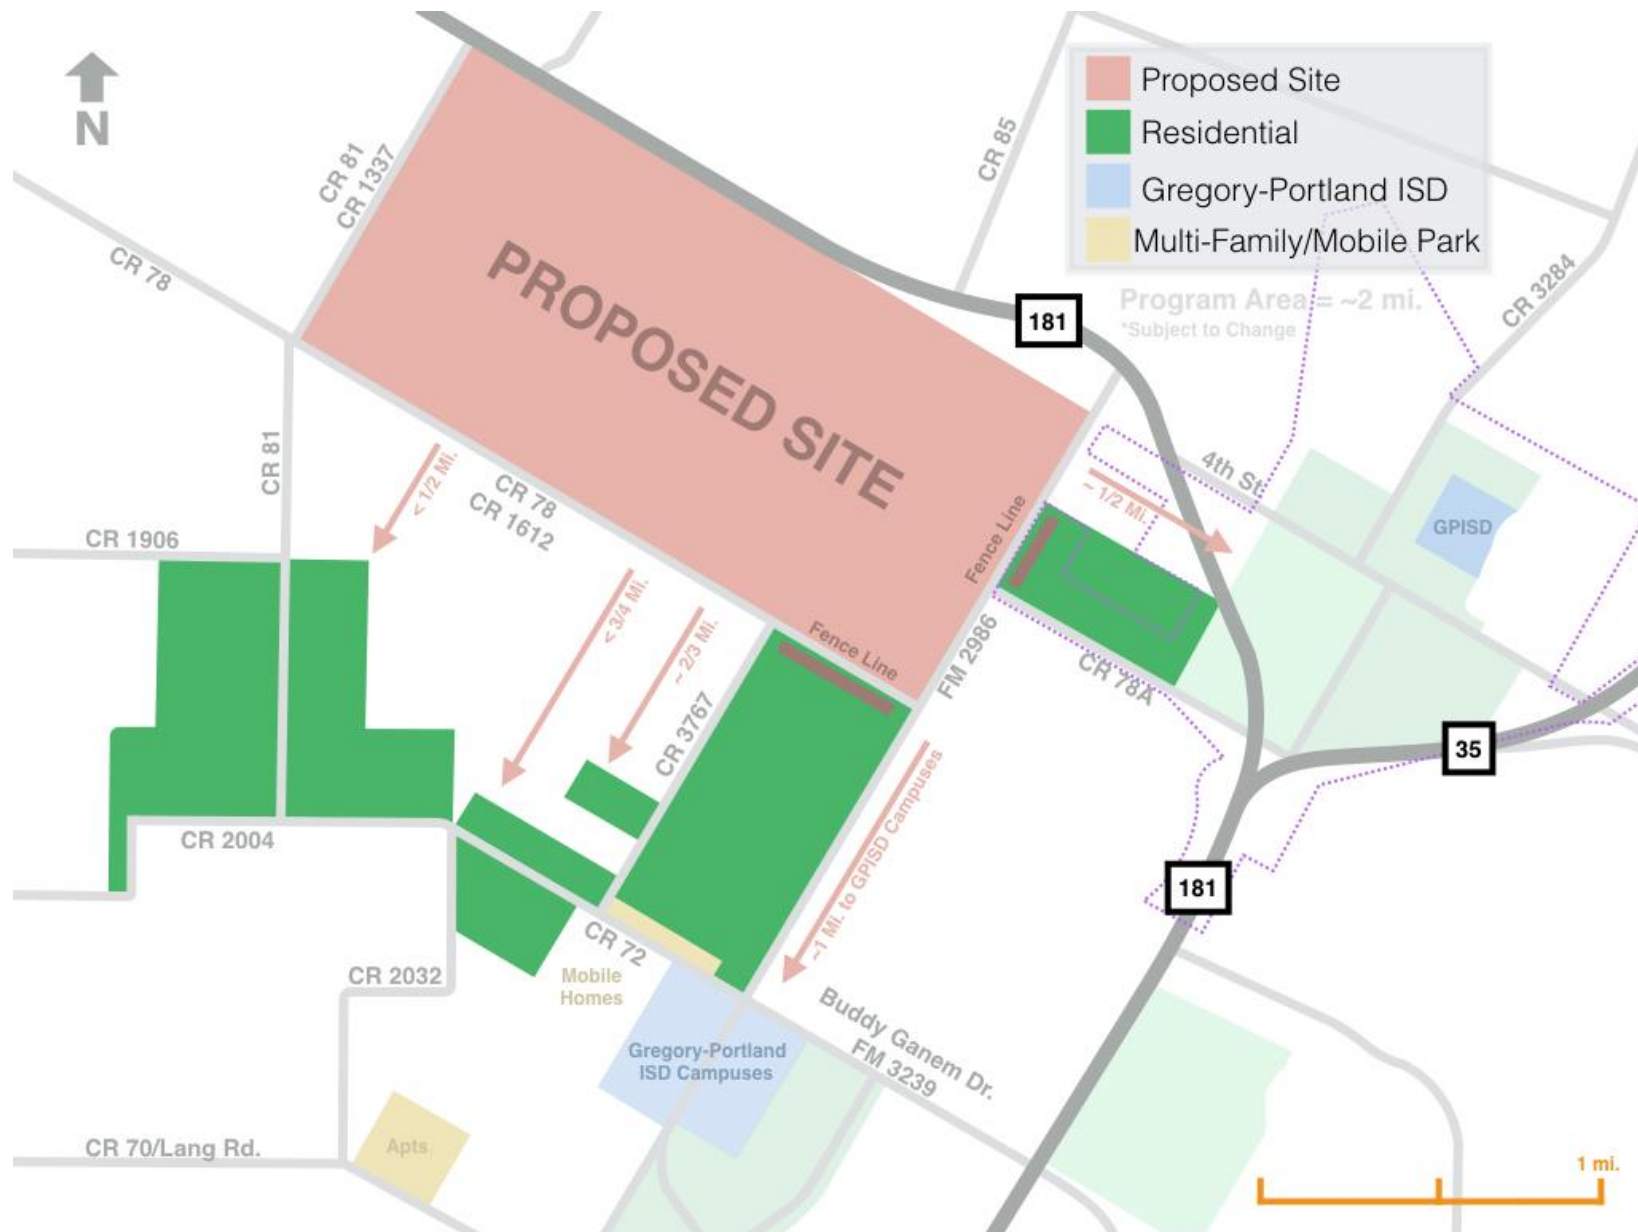 N
CR 81
CR 1337
CR 85
Proposed Site
Residential
Gregory-Portland ISD
Multi-Family/Mobile Park
CR 78
CR 3284
Program Area = ~2 mi.
*Subject to Change
181
PROPOSED SITE
CR 81
< 1/2 Mi.
CR 78
CR 1612
4th St.
~ 1/2 Mi.
GPISD
Fence Line
CR 1906
< 3/4 Mi.
~ 2/3 Mi.
Fence Line
FM 2986
CR 78A
CR 3767
35
~1 Mi. to GPISD Campuses
CR 2004
181
CR 72
CR 2032
Mobile
Homes
Buddy Ganem Dr.
FM 3239
Gregory-Portland
ISD Campuses
CR 70/Lang Rd.
Apts.
1 mi.